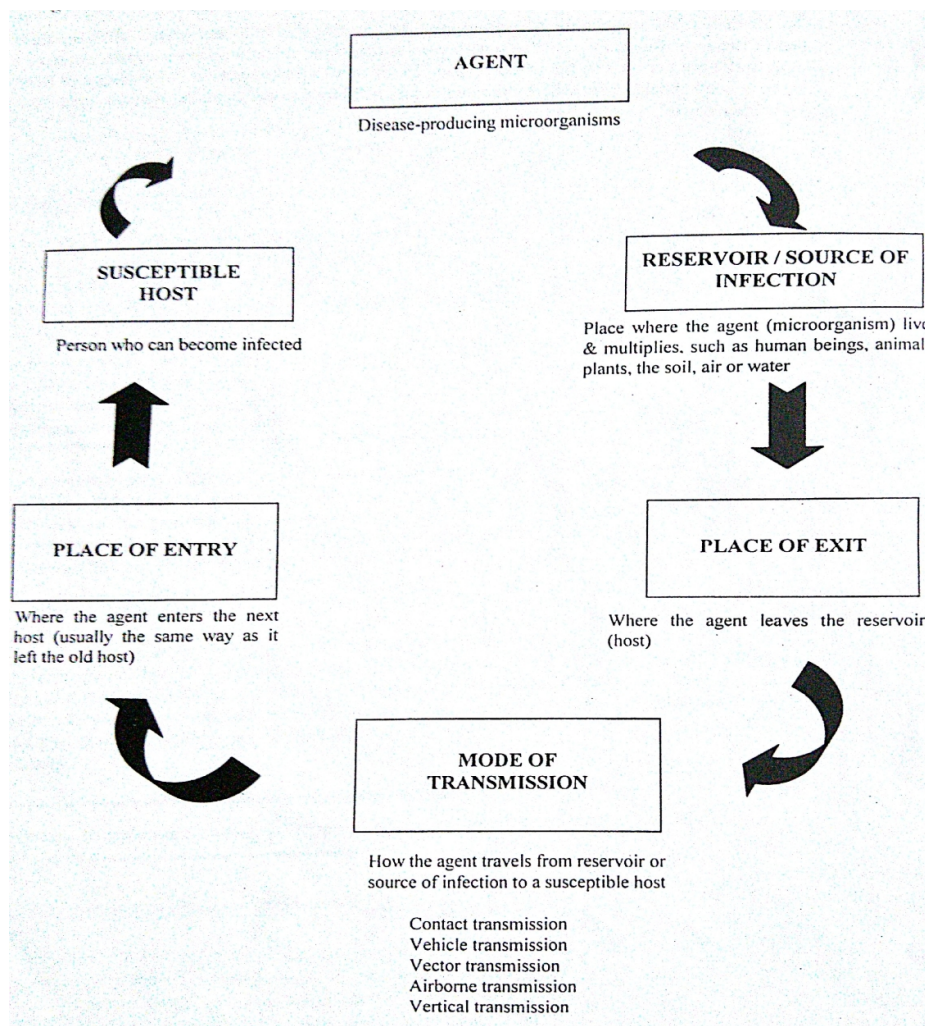 AGENT
Disease-producing microorganisms
SUSCEPTIBLE
HOST
Person who can become infected
RESERVOIR / SOURCE OF
INFECTION
Place where the agent (microorganism) live
& multiplies, such as human beings, animal
plants, the soil, air or water
PLACE OF ENTRY
Where the agent enters the next
host (usually the same way as it
left the old host)
PLACE OF EXIT
Where the agent leaves the reservoir
(host)
MODE OF
TRANSMISSION
How the agent travels from reservoir or
source of infection to a susceptible host
Contact transmission
Vehicle transmission
Vector transmission
Airborne transmission
Vertical transmission